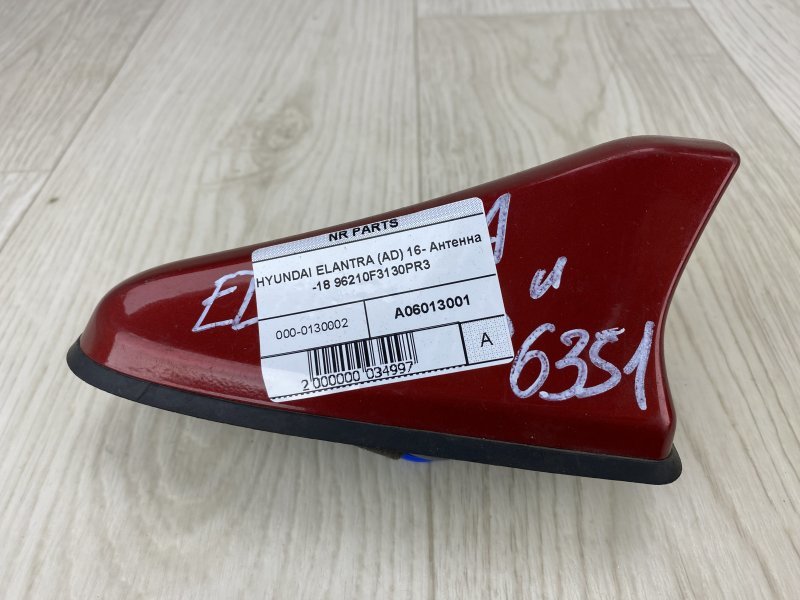 NR PARTS
HYUNDAI ELANTRA (AD) 16- Антенна
-18 96210F3130PR3
000-0130002
A06013001
A
2 000000 034997
и
6351